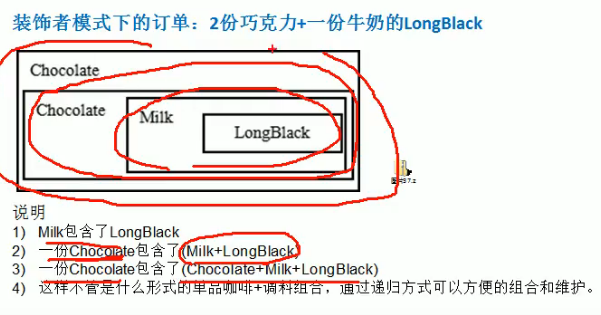 装饰者模式下的订单：2份巧克力+一份牛奶的LongBlack
Chocolate
Chocolate
Milk
LongBlack
说明
1) Milk包含了LongBlack
2) 一份Chocolate包含了(Milk+LongBlack)
3) 一份Chocolate包含了(Chocolate+Milk+LongBlack)
4) 这样不管是什么形式的单品咖啡+调料组合，通过递归方式可以方便的组合和维护。